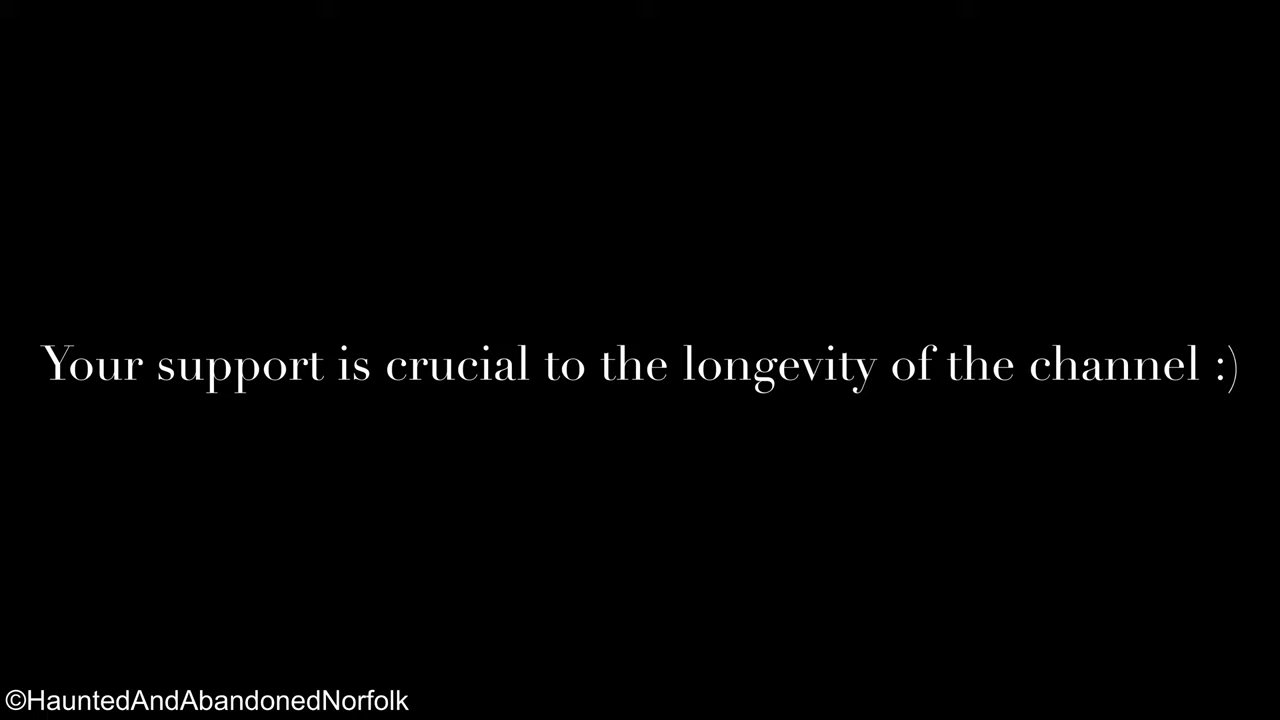 Your support is crucial to the longevity of the channel :)
©HauntedAndAbandonedNorfolk